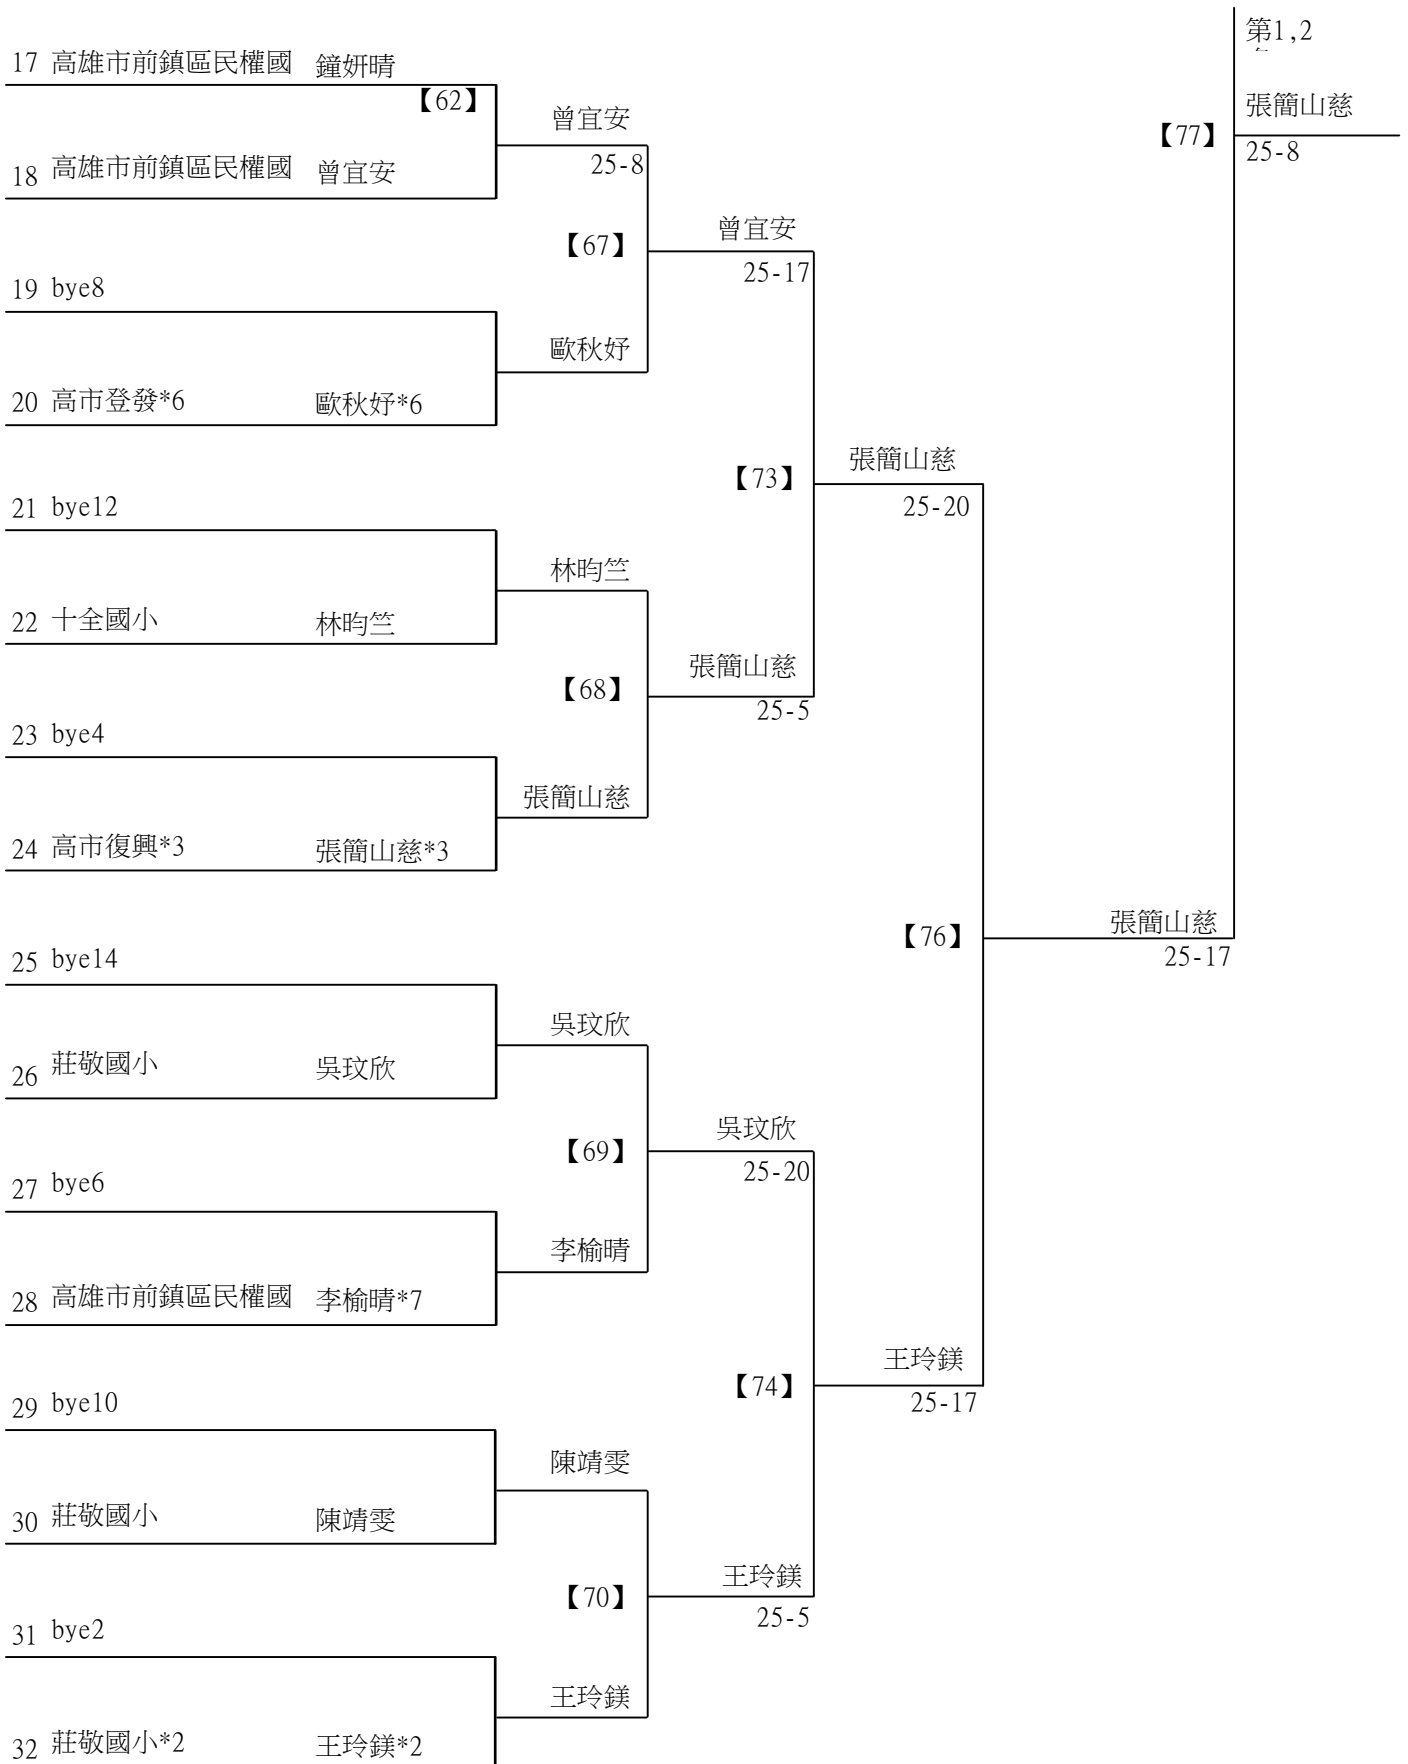 第1,2
17 高雄市前鎮區民權國 鐘妍晴
【62】
曾宜安
25-8
張簡山慈
【77】
25-8
18 高雄市前鎮區民權國 曾宜安
【67】
曾宜安
25-17
19 bye8
歐秋妤
20 高市登發*6 歐秋妤*6
【73】
張簡山慈
25-20
21 bye12
林昀竺
22 十全國小 林昀竺
【68】
張簡山慈
25-5
23 bye4
張簡山慈
24 高市復興*3 張簡山慈*3
【76】
張簡山慈
25-17
25 bye14
吳玟欣
26 莊敬國小 吳玟欣
【69】
吳玟欣
25-20
27 bye6
李榆晴
28 高雄市前鎮區民權國 李榆晴*7
【74】
王玲鎂
25-17
29 bye10
陳靖雯
30 莊敬國小 陳靖雯
【70】
王玲鎂
25-5
31 bye2
王玲鎂
32 莊敬國小*2 王玲鎂*2